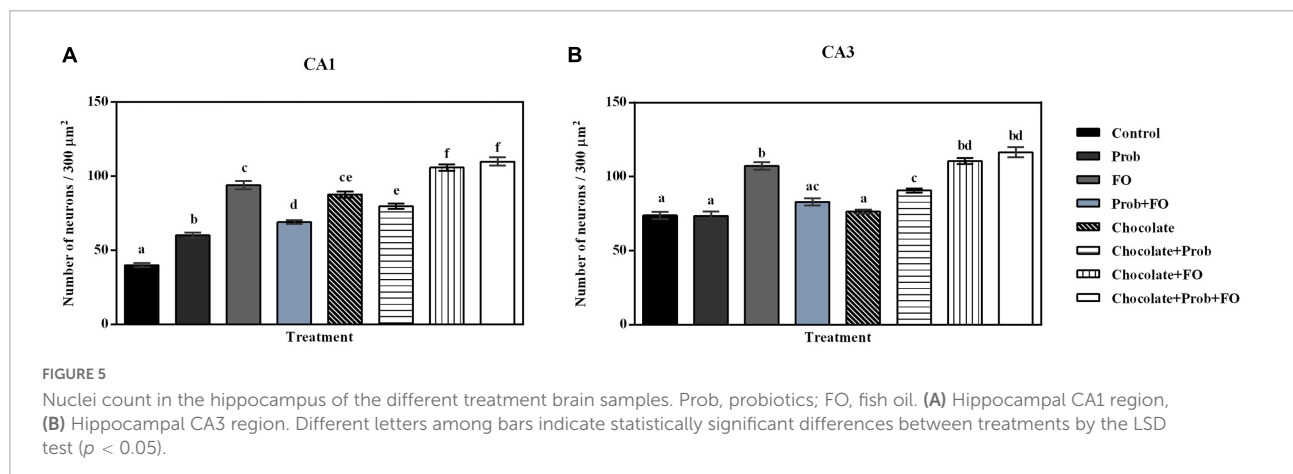 A
CA1
Number of neurons / 300 µm²
150
100
50
0
a
b
c
d
ce
e
f
f
Treatment
B
CA3
Number of neurons / 300 µm²
150
100
50
0
a
a
b
ac
a
c
bd
bd
Treatment
Control
Prob
FO
Prob+FO
Chocolate
Chocolate+Prob
Chocolate+FO
Chocolate+Prob+FO
FIGURE 5
Nuclei count in the hippocampus of the different treatment brain samples. Prob, probiotics; FO, fish oil. (A) Hippocampal CA1 region,
(B) Hippocampal CA3 region. Different letters among bars indicate statistically significant differences between treatments by the LSD
test (p < 0.05).